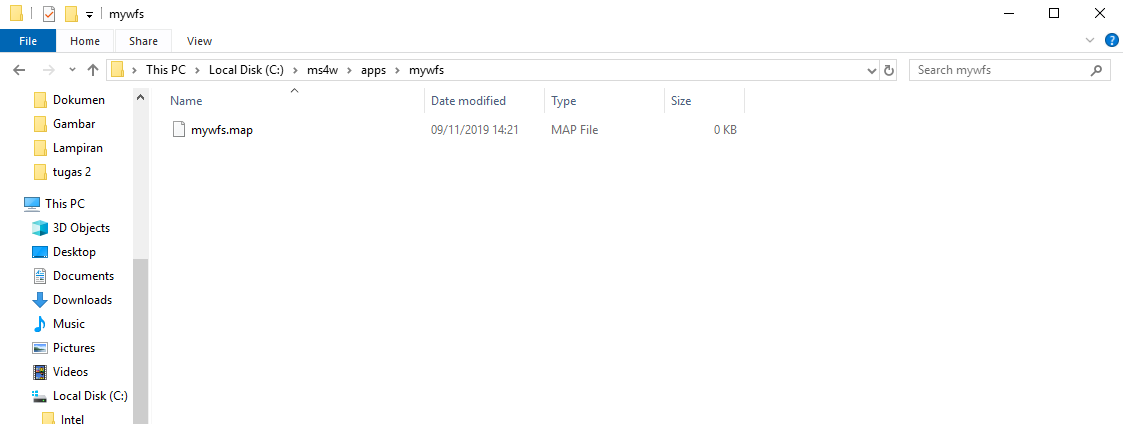 mywfs
File Home Share View
This PC Local Disk (C:) ms4w apps mywfs Search mywfs
Name Date modified Type Size
mywfs.map 09/11/2019 14:21 MAP File 0 KB
Dokumen
Gambar
Lampiran
tugas 2
This PC
3D Objects
Desktop
Documents
Downloads
Music
Pictures
Videos
Local Disk (C:)
Intel